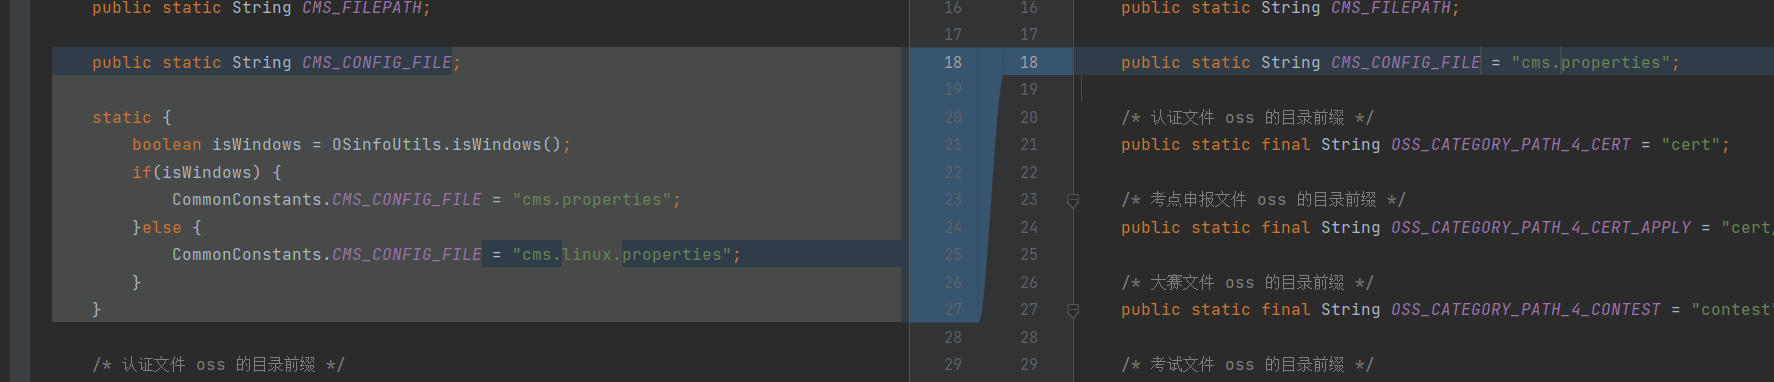 public static String CMS_FILEPATH;
public static String CMS_CONFIG_FILE;
static {
boolean isWindows = OSinfoUtils.isWindows();
if(isWindows) {
CommonConstants.CMS_CONFIG_FILE = "cms.properties";
}else {
CommonConstants.CMS_CONFIG_FILE = "cms.linux.properties";
}
}
/* 认证文件 oss 的目录前缀 */
16 16
17 17
18 18
19 19
20 20
21 21
22 22
23 23
24 24
25 25
26 26
27 27
28 28
29 29
public static String CMS_FILEPATH;
public static String CMS_CONFIG_FILE = "cms.properties";
/* 认证文件 oss 的目录前缀 */
public static final String OSS_CATEGORY_PATH_4_CERT = "cert";
/* 考点申报文件 oss 的目录前缀 */
public static final String OSS_CATEGORY_PATH_4_CERT_APPLY = "cert/
/* 大赛文件 oss 的目录前缀 */
public static final String OSS_CATEGORY_PATH_4_CONTEST = "contest"
/* 考试文件 oss 的目录前缀 */